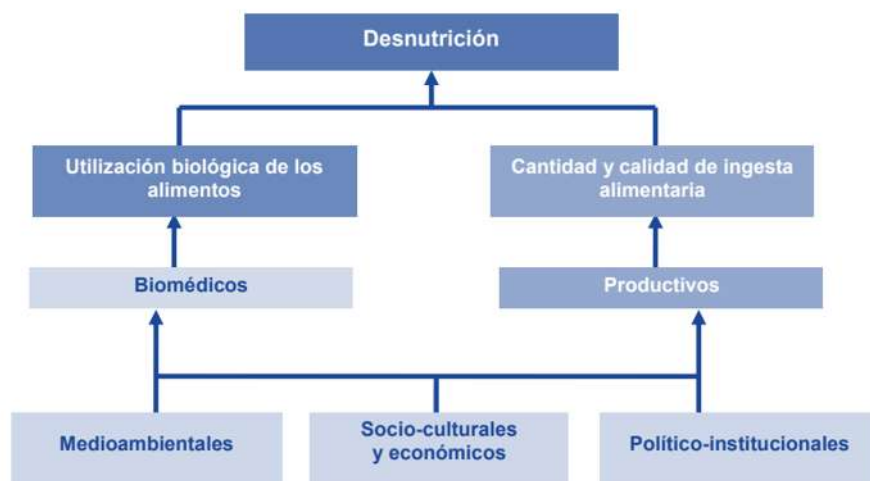 Desnutrición
Utilización biológica de los
alimentos
Cantidad y calidad de ingesta
alimentaria
Biomédicos
Productivos
Medioambientales
Socio-culturales
y económicos
Político-institucionales